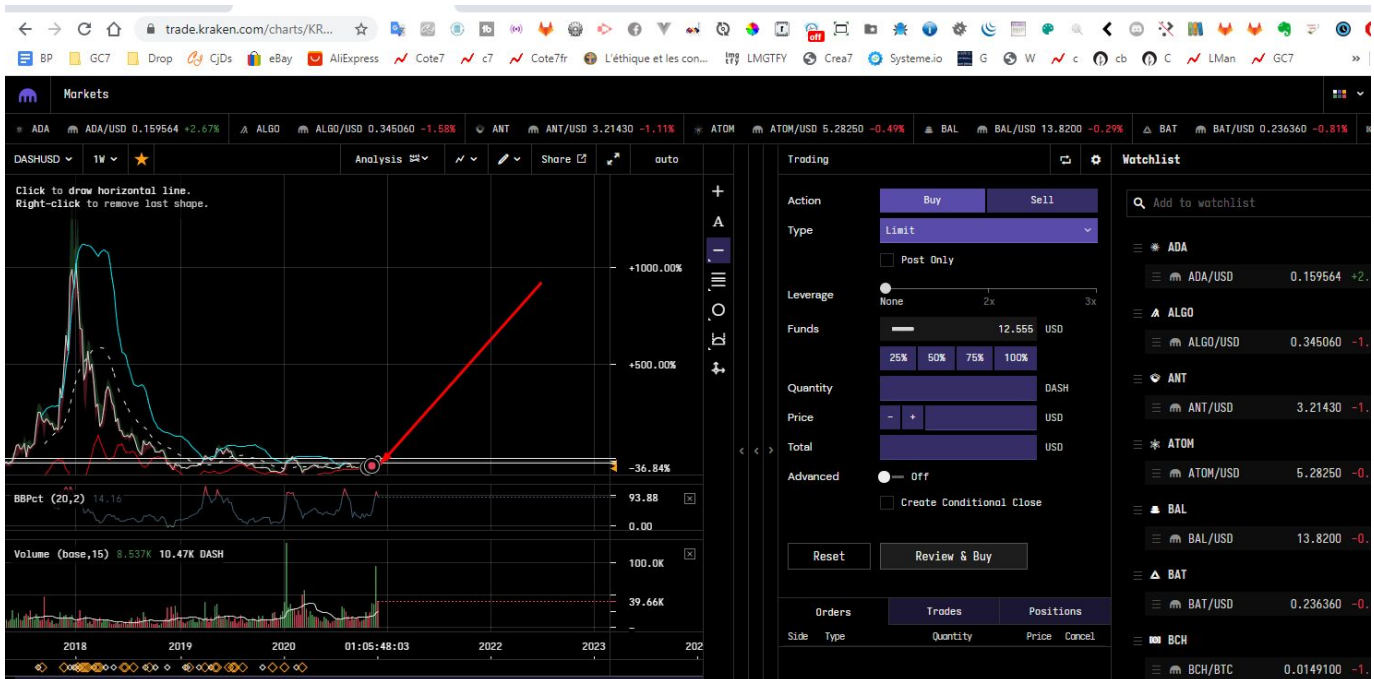 trade.kraken.com/charts/KR...
off
BP GC7 Drop CjDs eBay AliExpress Cote7 c7 Cote7fr L'éthique et les con... LMGTFY Crea7 Systeme.io G W c cb C LMan GC7 »
Markets
ADA ADA/USD 0.159564 +2.67% ALGO ALGO/USD 0.345060 -1.58% ANT ANT/USD 3.21430 -1.11% ATOM ATOM/USD 5.28250 -0.49% BAL BAL/USD 13.8200 -0.29% BAT BAT/USD 0.236360 -0.81%
DASHUSD 1W Analysis Share auto
Click to draw horizontal line.
Right-click to remove last shape.
+1000.00%
+500.00%
-36.84%
BBPct (20,2) 14.16
93.88
0.00
Volume (base,15) 8.537K 10.47K DASH
100.0K
39.66K
2018 2019 2020 01:05:48:03 2022 2023 202
A
Trading
Action Buy Sell
Type Limit
Post Only
Leverage
None 2x 3x
Funds 12.555 USD
25% 50% 75% 100%
Quantity DASH
Price - + USD
Total USD
Advanced Off
Create Conditional Close
Reset Review & Buy
Orders Trades Positions
Side Type Quantity Price Cancel
Watchlist
Add to watchlist
ADA
ADA/USD 0.159564 +2.
ALGO
ALGO/USD 0.345060 -1.
ANT
ANT/USD 3.21430 -1.
ATOM
ATOM/USD 5.28250 -0.
BAL
BAL/USD 13.8200 -0.
BAT
BAT/USD 0.236360 -0.
BCH
BCH/BTC 0.0149100 -1.